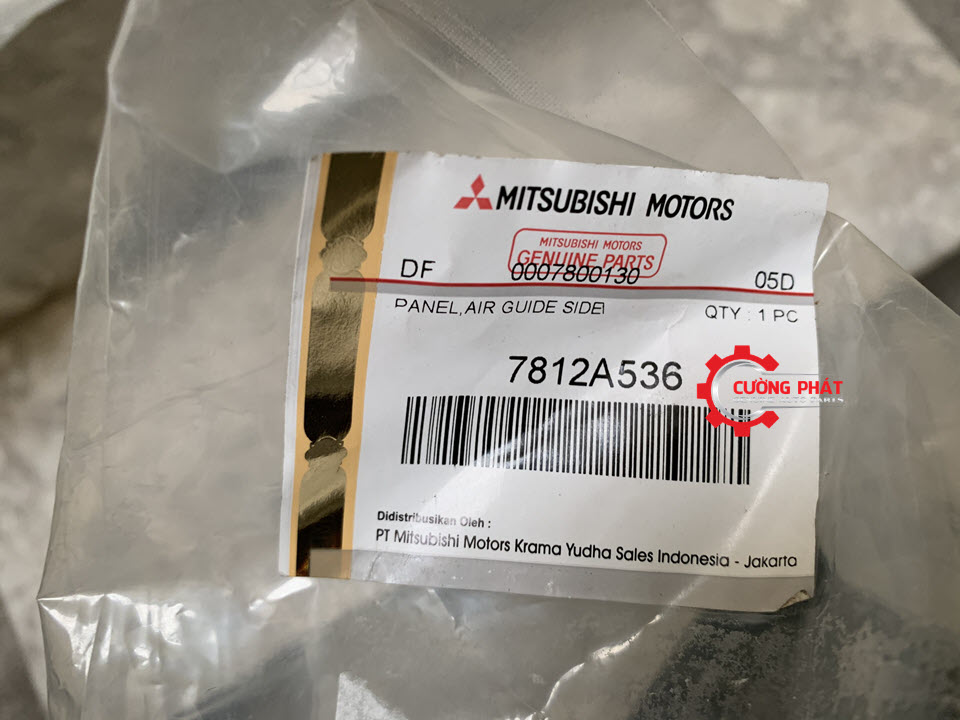 MITSUBISHI MOTORS
MITSUBISHI MOTORS
GENUINE PARTS
DF 0007800130 05D
PANEL,AIR GUIDE SIDE
QTY : 1 PC
7812A536
CƯỜNG PHÁT
Didistribusikan Oleh :
PT Mitsubishi Motors Krama Yudha Sales Indonesia - Jakarta